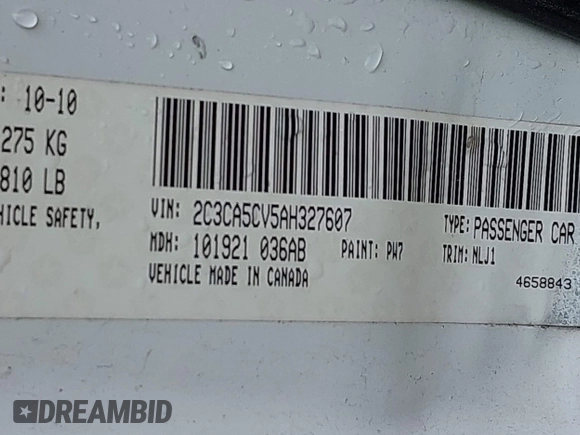 : 10-10
275 KG
810 LB
HICLE SAFETY,
VIN: 2C3CA5CV5AH327607
TYPE: PASSENGER CAR
MDH: 101921 036AB
PAINT: PW7
TRIM: NLJ1
VEHICLE MADE IN CANADA
4658843
DREAMBID